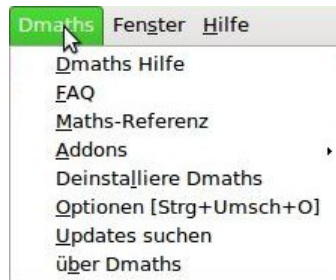 Dmaths Fenster Hilfe
Dmaths Hilfe
FAQ
Maths-Referenz
Addons
Deinstalliere Dmaths
Optionen [Strg+Umsch+O]
Updates suchen
über Dmaths